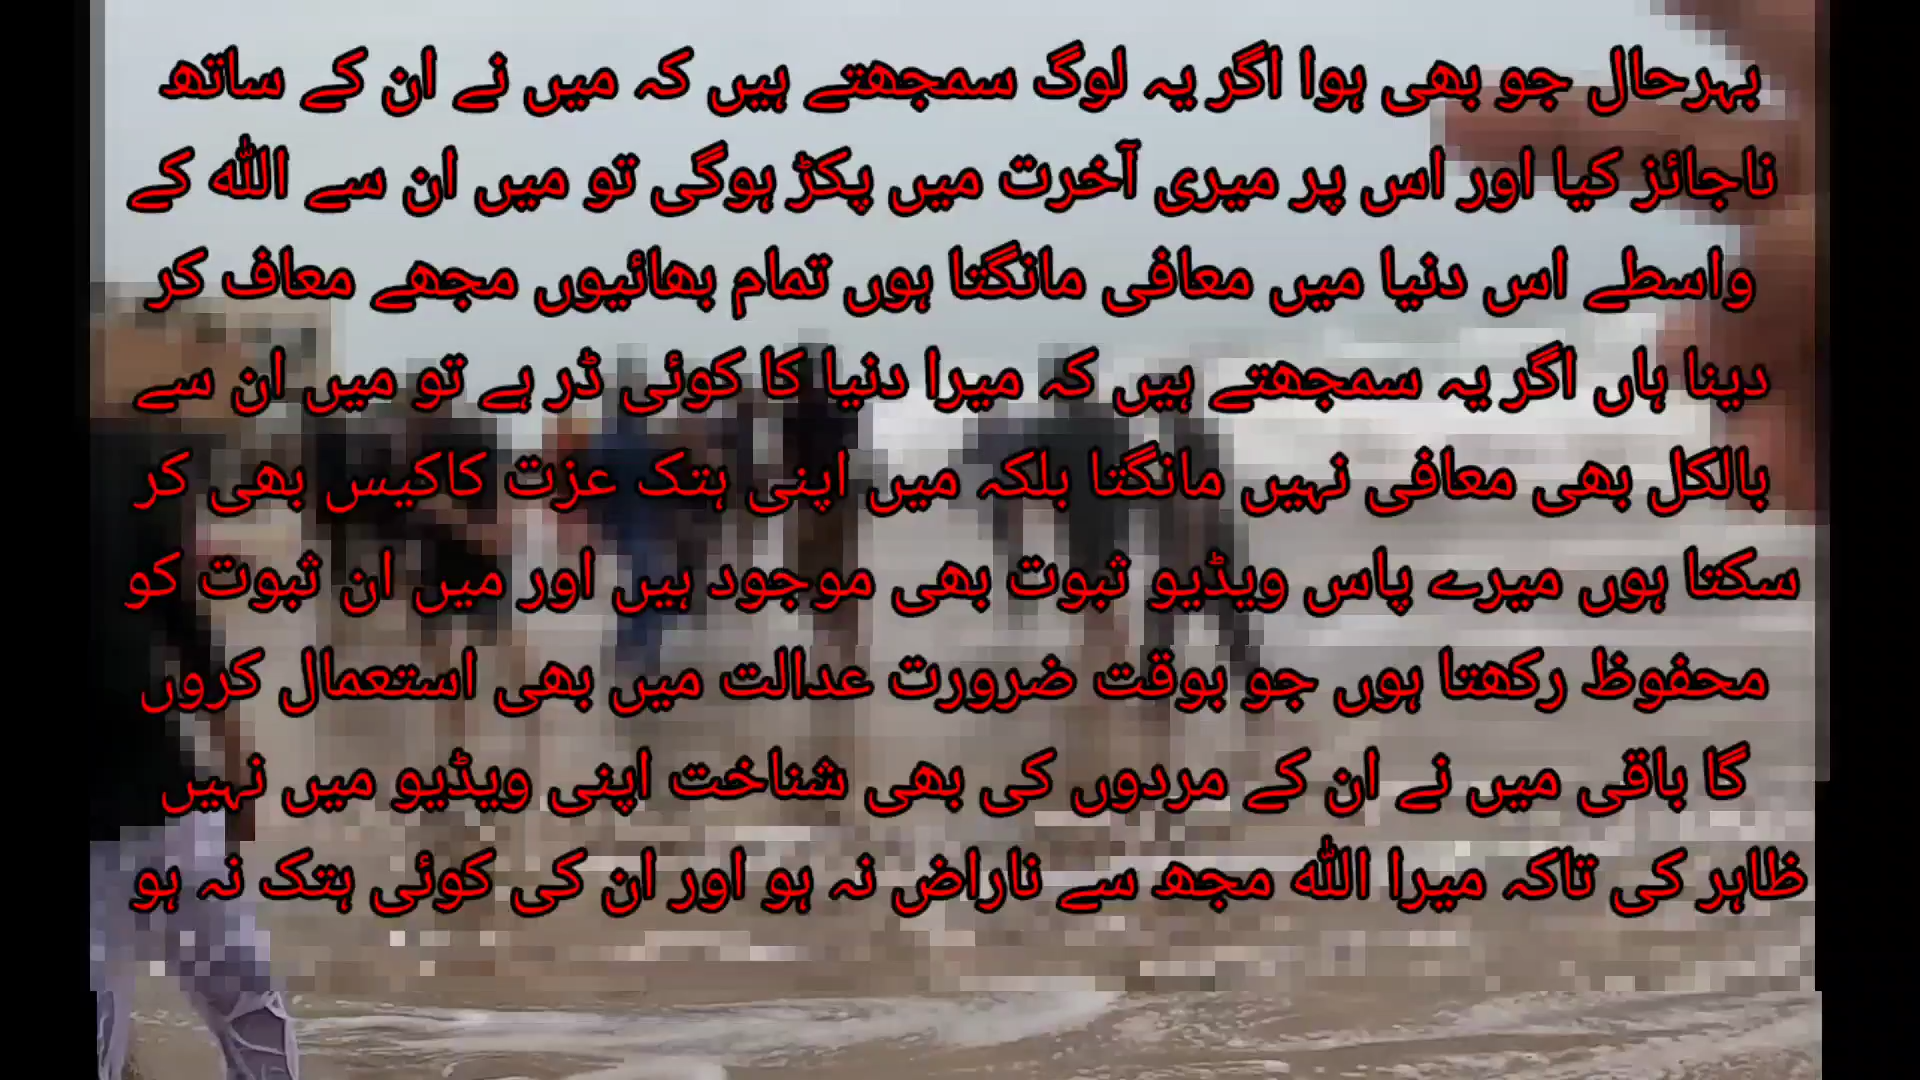 بہرحال جو بھی ہوا اگر یہ لوگ سمجھتے ہیں کہ میں نے ان کے ساتھ
ناجائز کیا اور اس پر میری آخرت میں پکڑ ہوگی تو میں ان سے اللہ کے
واسطے اس دنیا میں معافی مانگتا ہوں تمام بھائیوں مجھے معاف کر
دینا ہاں اگر یہ سمجھتے ہیں کہ میرا دنیا کا کوئی ڈر ہے تو میں ان سے
بالکل بھی معافی نہیں مانگتا بلکہ میں اپنی ہتک عزت کاکیس بھی کر
سکتا ہوں میرے پاس ویڈیو ثبوت بھی موجود ہیں اور میں ان ثبوت کو
محفوظ رکھتا ہوں جو بوقت ضرورت عدالت میں بھی استعمال کروں
گا باقی میں نے ان کے مردوں کی بھی شناخت اپنی ویڈیو میں نہیں
ظاہر کی تاکہ میرا اللہ مجھ سے ناراض نہ ہو اور ان کی کوئی ہتک نہ ہو